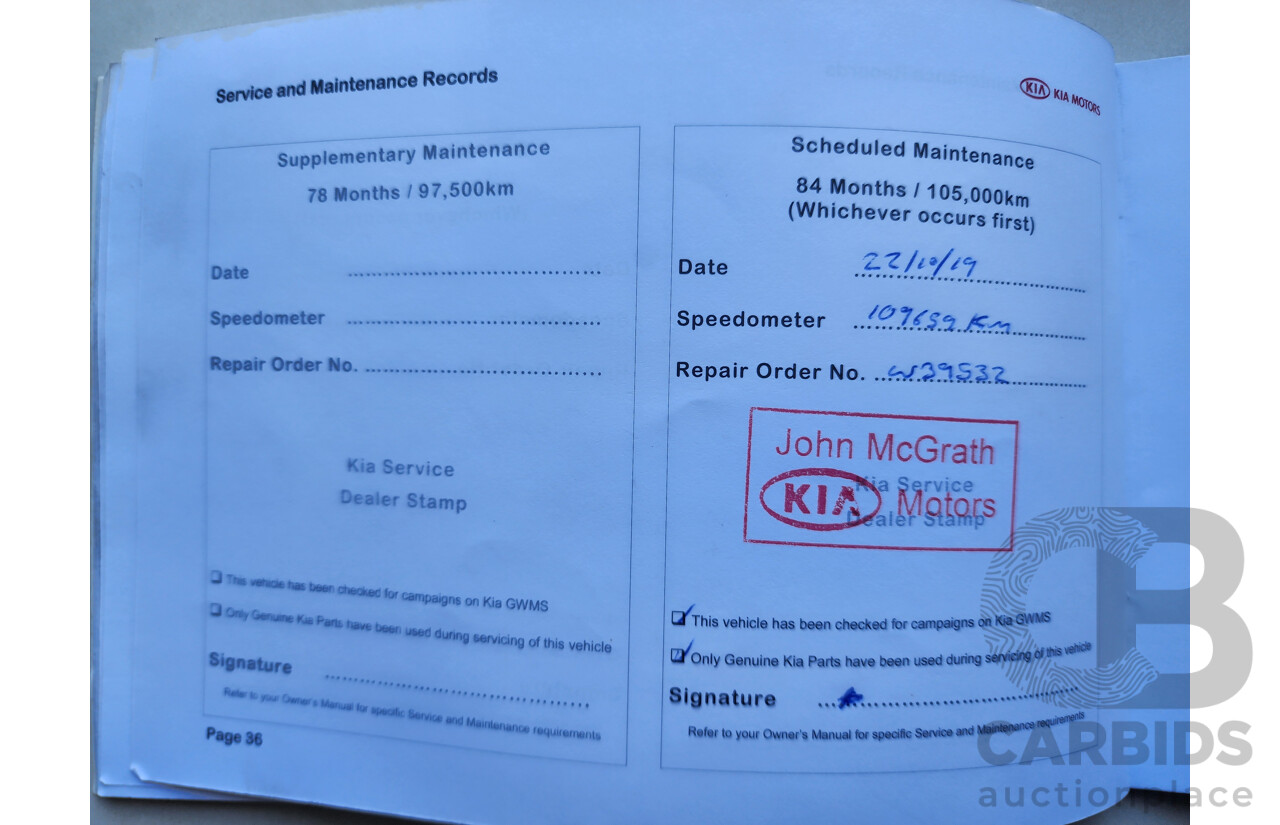 Service and Maintenance Records
KIA KIA MOTORS
Supplementary Maintenance
78 Months / 97,500km
Date
Speedometer
Repair Order No.
Kia Service
Dealer Stamp
This vehicle has been checked for campaigns on Kia GWMS
Only Genuine Kia Parts have been used during servicing of this vehicle
Signature
Refer to your Owner's Manual for specific Service and Maintenance requirements
Page 36
Scheduled Maintenance
84 Months / 105,000km
(Whichever occurs first)
Date 22/10/19
Speedometer 109659 Km
Repair Order No. W39532
John McGrath
KIA Motors
Kia Service
Dealer Stamp
This vehicle has been checked for campaigns on Kia GWMS
Only Genuine Kia Parts have been used during servicing of this vehicle
Signature
Refer to your Owner's Manual for specific Service and Maintenance requirements
CB
CARBIDS
auctionplace